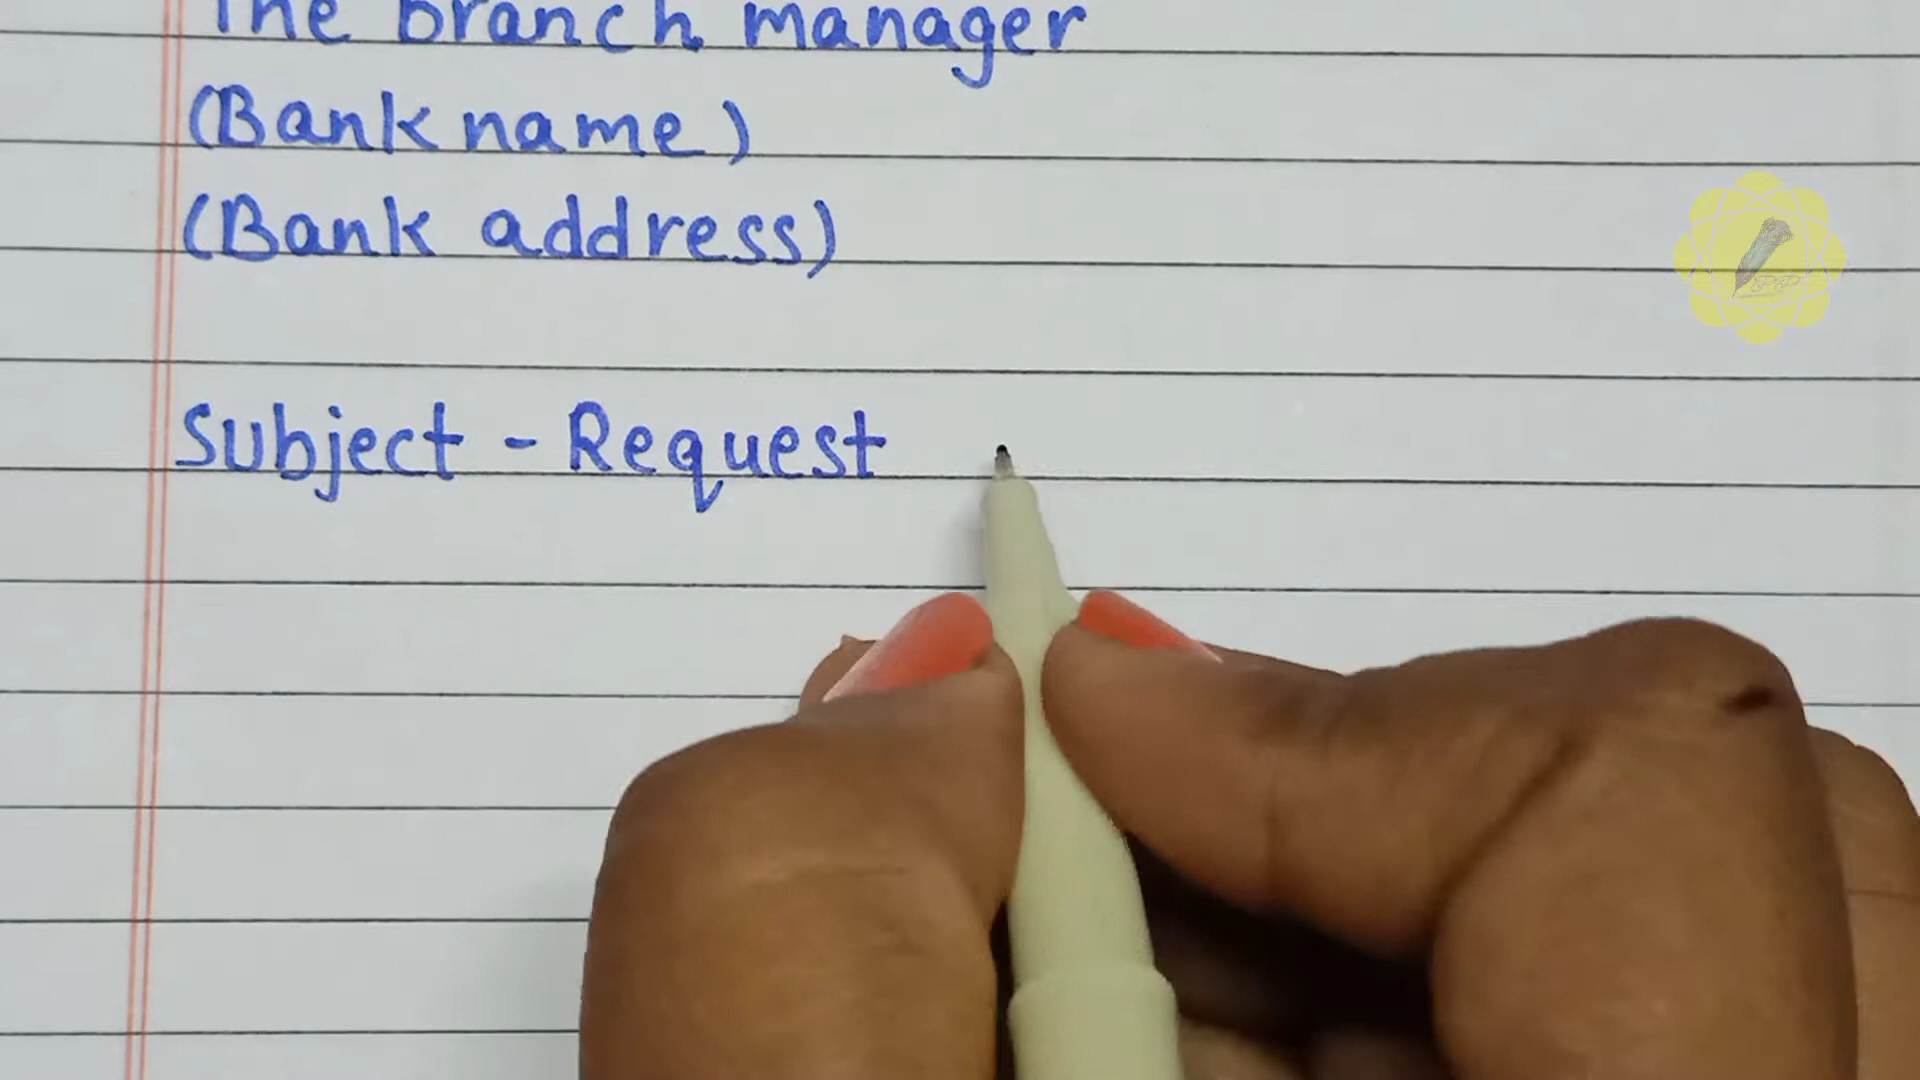 The branch manager
(Bank name)
(Bank address)
Subject - Request